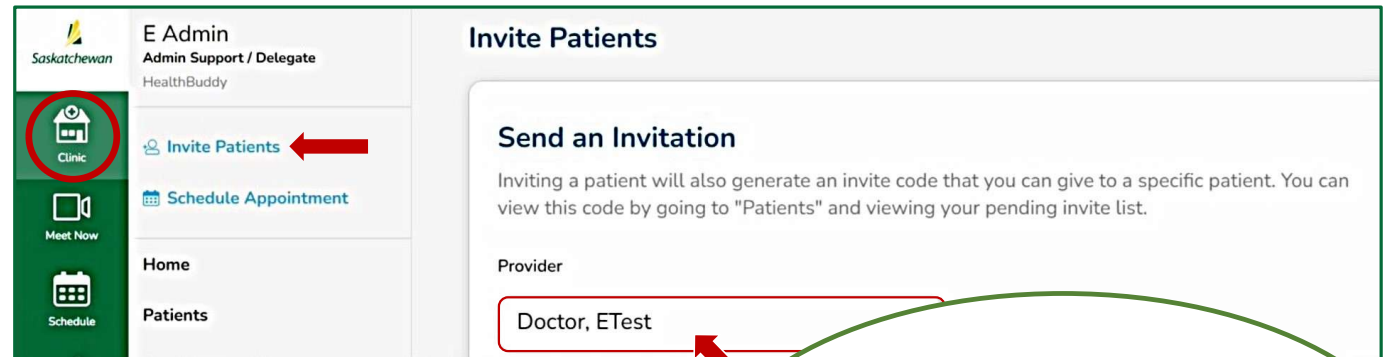 Saskatchewan
Clinic
Meet Now
Schedule
E Admin
Admin Support / Delegate
HealthBuddy
Invite Patients
Schedule Appointment
Home
Patients
Invite Patients
Send an Invitation
Inviting a patient will also generate an invite code that you can give to a specific patient. You can
view this code by going to "Patients" and viewing your pending invite list.
Provider
Doctor, ETest